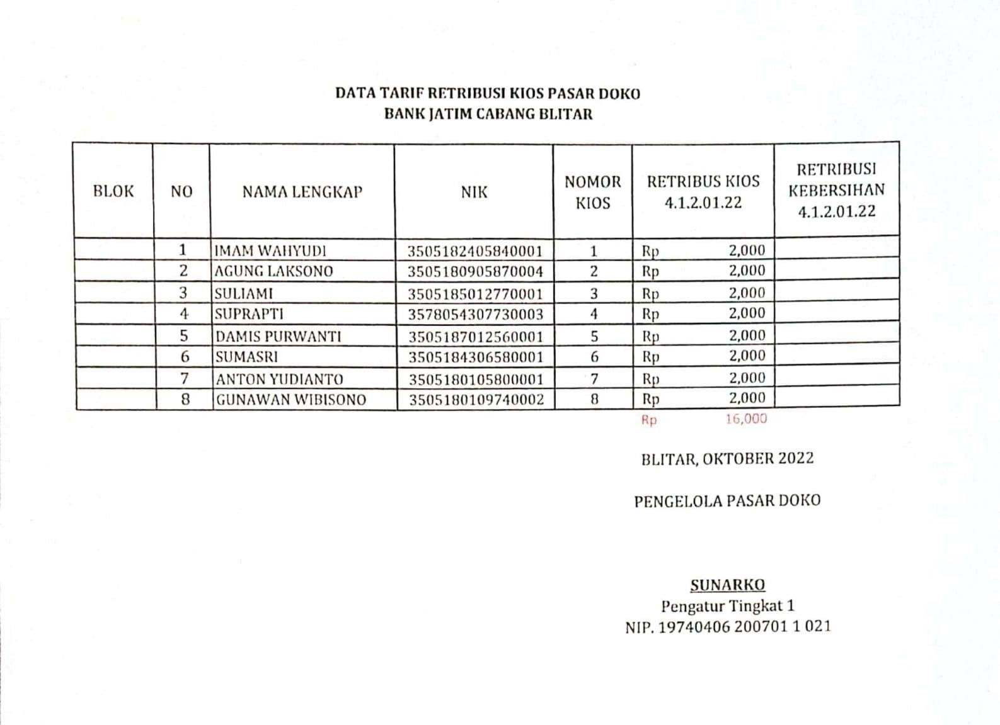 DATA TARIF RETRIBUSI KIOS PASAR DOKO
BANK JATIM CABANG BLITAR
BLOK NO NAMA LENGKAP NIK NOMOR KIOS RETRIBUS KIOS 4.1.2.01.22 RETRIBUSI KEBERSIHAN 4.1.2.01.22
1 IMAM WAHYUDI 3505182405840001 1 Rp 2,000
2 AGUNG LAKSONO 3505180905870004 2 Rp 2,000
3 SULIAMI 3505185012770001 3 Rp 2,000
4 SUPRAPTI 3578054307730003 4 Rp 2,000
5 DAMIS PURWANTI 3505187012560001 5 Rp 2,000
6 SUMASRI 3505184306580001 6 Rp 2,000
7 ANTON YUDIANTO 3505180105800001 7 Rp 2,000
8 GUNAWAN WIBISONO 3505180109740002 8 Rp 2,000
Rp 16,000
BLITAR, OKTOBER 2022
PENGELOLA PASAR DOKO
SUNARKO
Pengatur Tingkat 1
NIP. 19740406 200701 1 021